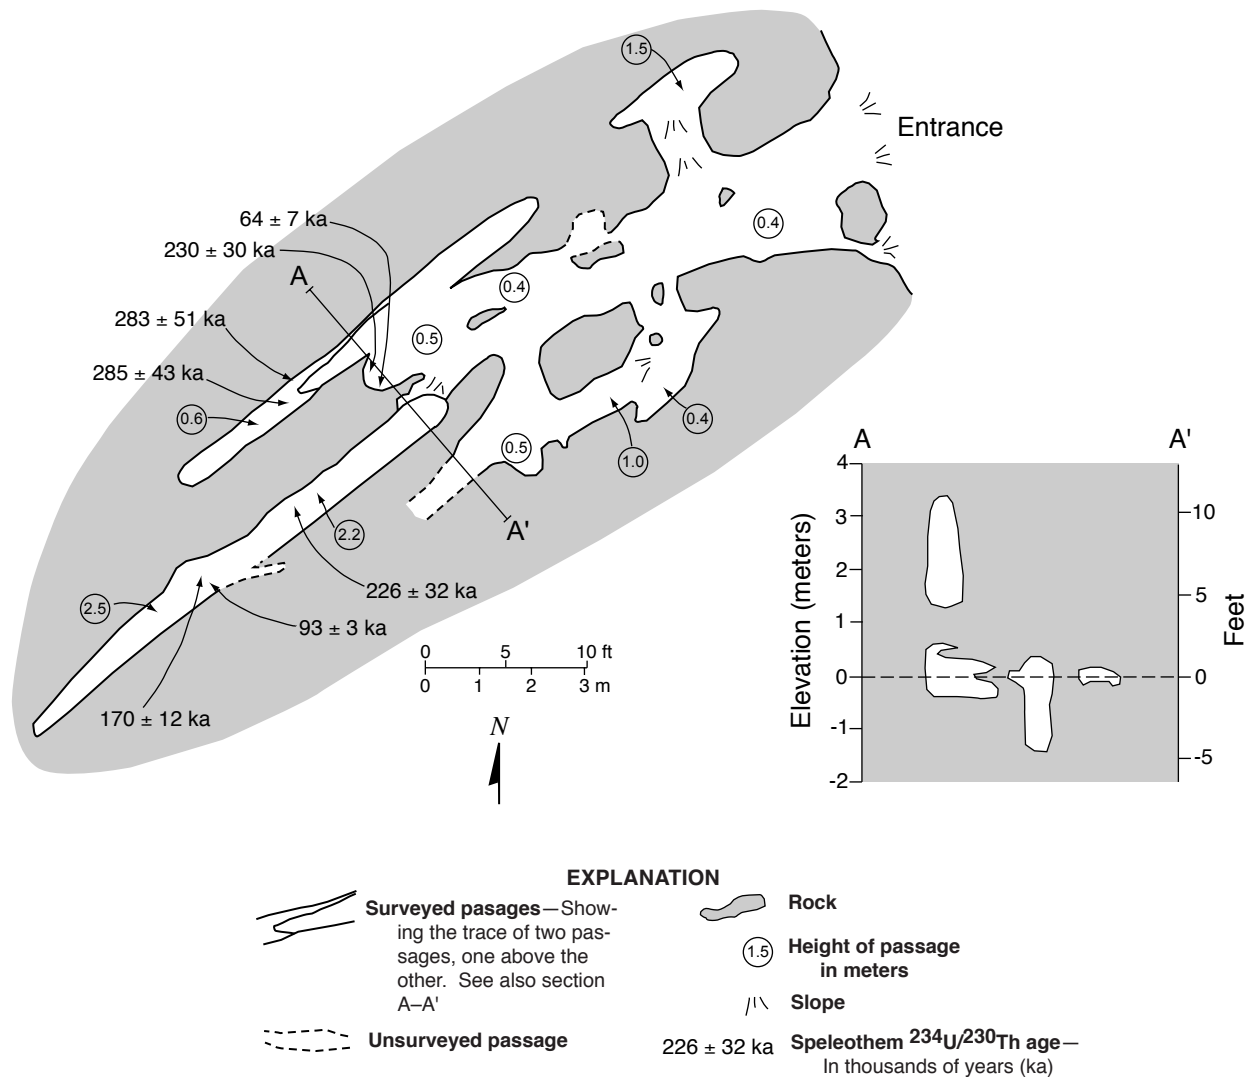 1.5
Entrance
64 ± 7 ka
0.4
230 ± 30 ka
A
0.4
283 ± 51 ka
0.5
285 ± 43 ka
0.6
0.4
0.5
1.0
2.2
A'
226 ± 32 ka
2.5
93 ± 3 ka
170 ± 12 ka
0 5 10 ft
0 1 2 3 m
N
A A'
4
3
2
1
0
-1
-2
Elevation (meters)
10
5
0
-5
Feet
EXPLANATION
Surveyed pasages—Show-
ing the trace of two pas-
sages, one above the
other. See also section
A–A'
Unsurveyed passage
Rock
1.5 Height of passage
in meters
Slope
226 ± 32 ka Speleothem 234U/230Th age—
In thousands of years (ka)